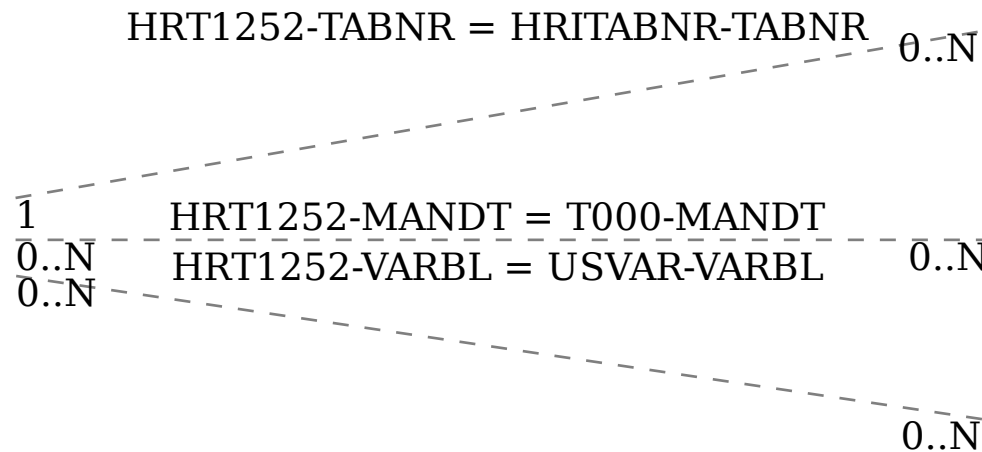 HRT1252-TABNR = HRITABNR-TABNR
0..N
1
HRT1252-MANDT = T000-MANDT
0..N
0..N
HRT1252-VARBL = USVAR-VARBL
0..N
0..N